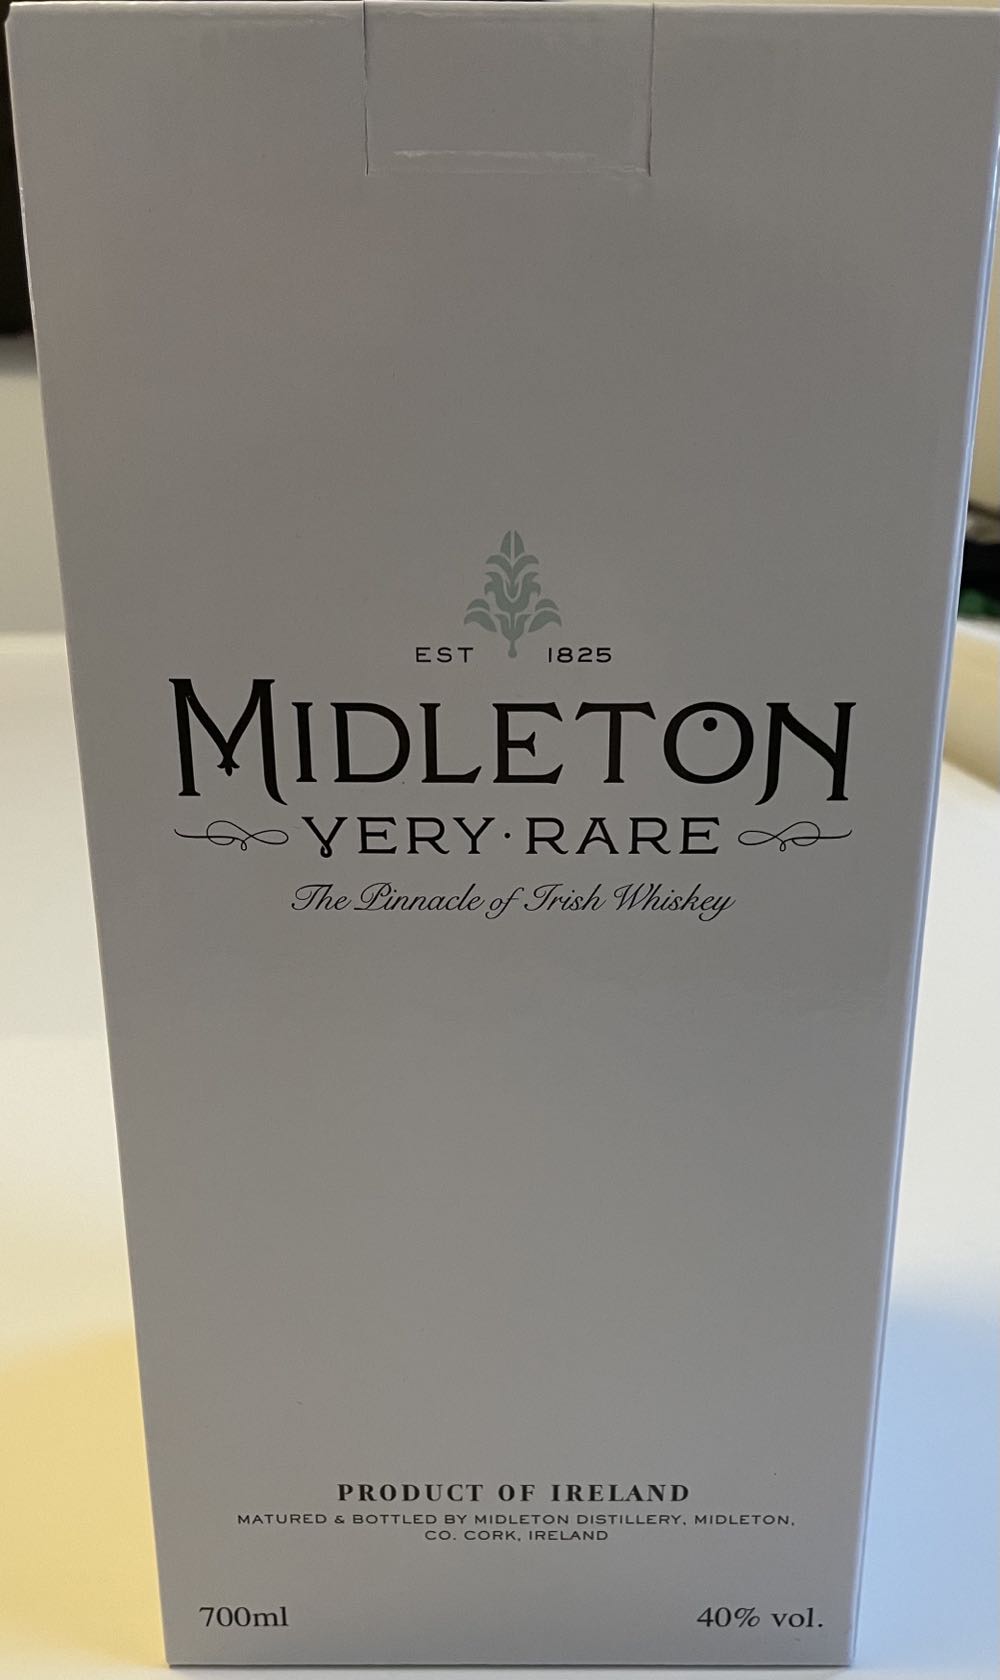 EST 1825
MIDLETON
VERY·RARE
The Pinnacle of Irish Whiskey
PRODUCT OF IRELAND
MATURED & BOTTLED BY MIDLETON DISTILLERY, MIDLETON,
CO. CORK, IRELAND
700ml 40% vol.